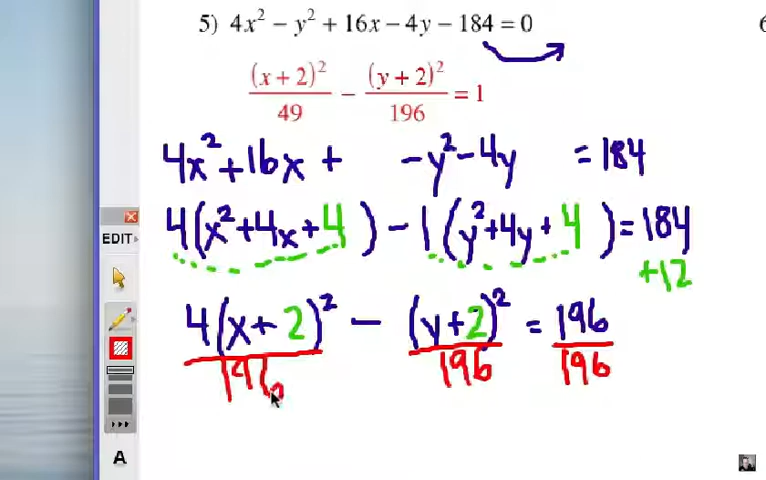 5) 4x² − y² + 16x − 4y − 184 = 0
6
(x + 2)²/49 − (y + 2)²/196 = 1
4x² + 16x + −y² − 4y = 184
4(x² + 4x + 4) − 1(y² + 4y + 4) = 184
+12
4(x + 2)²/196 − (y + 2)²/196 = 196/196
EDIT
A